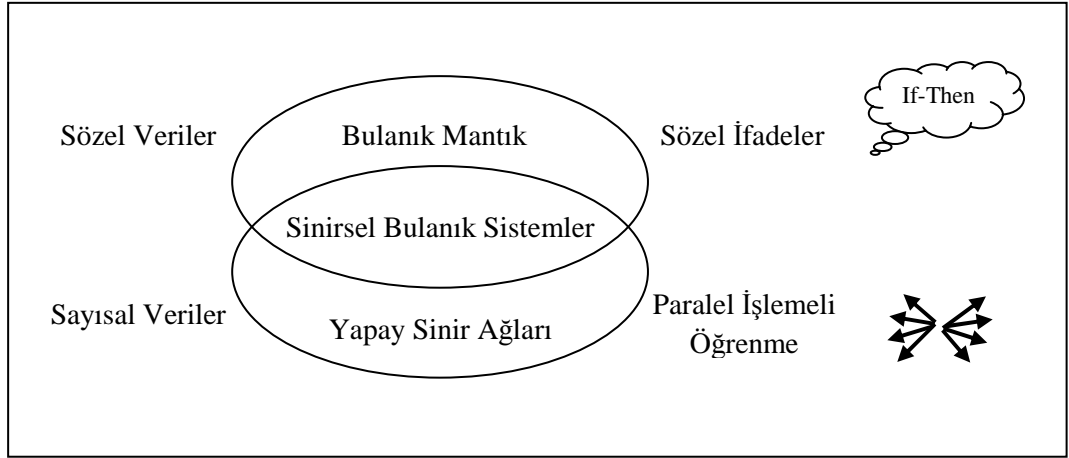 If-Then
Sözel Veriler
Bulanık Mantık
Sözel İfadeler
Sinirsel Bulanık Sistemler
Sayısal Veriler
Yapay Sinir Ağları
Paralel İşlemeli
Öğrenme